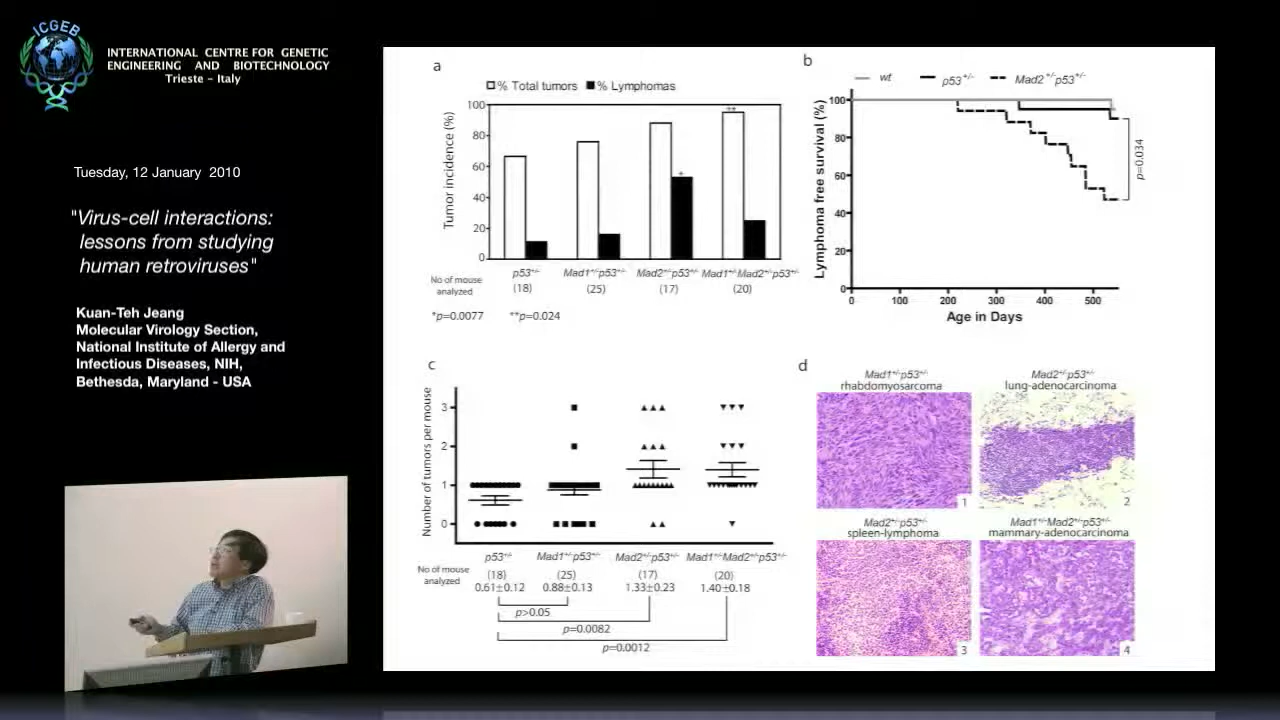 ICGEB
INTERNATIONAL CENTRE FOR GENETIC
ENGINEERING AND BIOTECHNOLOGY
Trieste – Italy
Tuesday, 12 January 2010
"Virus-cell interactions:
lessons from studying
human retroviruses"
Kuan-Teh Jeang
Molecular Virology Section,
National Institute of Allergy and
Infectious Diseases, NIH,
Bethesda, Maryland - USA
a
% Total tumors % Lymphomas
Tumor incidence (%)
100
80
60
40
20
0
* **
p53+/- Mad1+/-p53+/- Mad2+/-p53+/- Mad1+/-Mad2+/-p53+/-
No of mouse
analyzed
(18) (25) (17) (20)
*p=0.0077 **p=0.024
b
wt p53+/- Mad2+/-p53+/-
Lymphoma free survival (%)
100
80
60
40
20
0
0 100 200 300 400 500
Age in Days
p=0.034
c
Number of tumors per mouse
3
2
1
0
p53+/- Mad1+/-p53+/- Mad2+/-p53+/- Mad1+/-Mad2+/-p53+/-
No of mouse
analyzed
(18) (25) (17) (20)
0.61±0.12 0.88±0.13 1.33±0.23 1.40±0.18
p>0.05
p=0.0082
p=0.0012
d
Mad1+/-p53+/-
rhabdomyosarcoma
1
Mad2+/-p53+/-
lung-adenocarcinoma
2
Mad2+/-p53+/-
spleen-lymphoma
3
Mad1+/-Mad2+/-p53+/-
mammary-adenocarcinoma
4